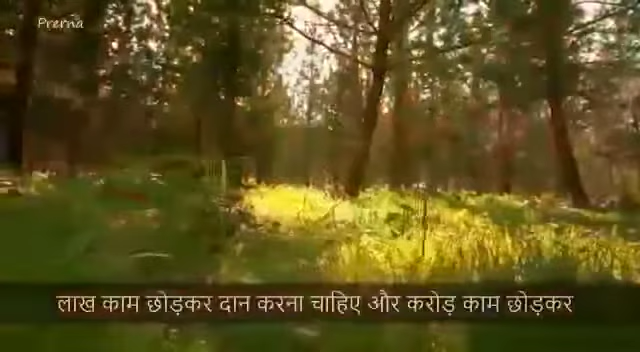 Prerna
लाख काम छोड़कर दान करना चाहिए और करोड़ काम छोड़कर